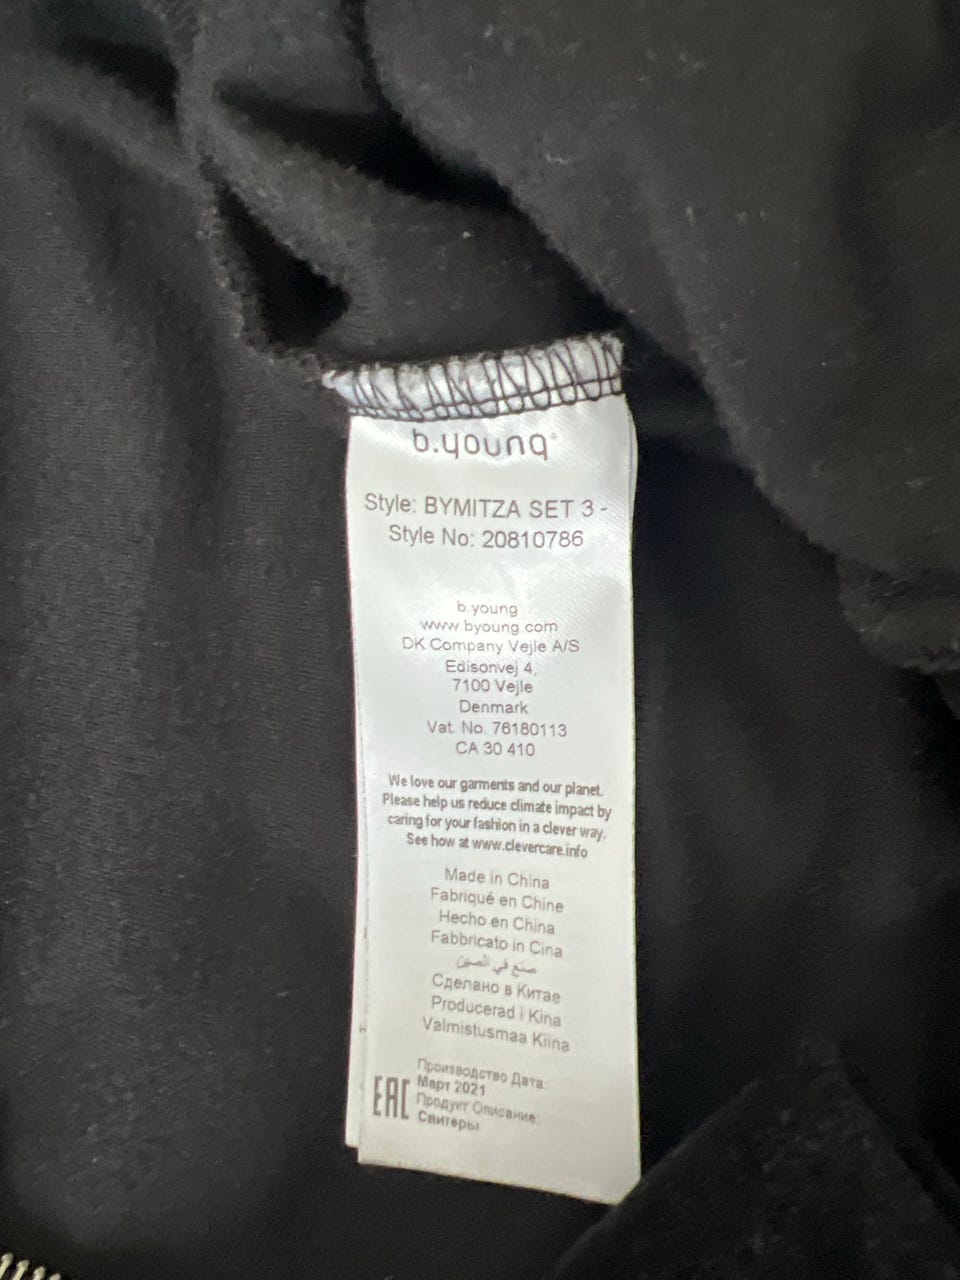 b.young®
Style: BYMITZA SET 3 -
Style No: 20810786
b.young
www.byoung.com
DK Company Vejle A/S
Edisonvej 4,
7100 Vejle
Denmark
Vat. No. 76180113
CA 30 410
We love our garments and our planet.
Please help us reduce climate impact by
caring for your fashion in a clever way.
See how at www.clevercare.info
Made in China
Fabriqué en Chine
Hecho en China
Fabbricato in Cina
صنع في الصين
Сделано в Китае
Producerad i Kina
Valmistusmaa Kiina
Производство Дата:
EAC Март 2021
Продукт Описание:
Свитеры